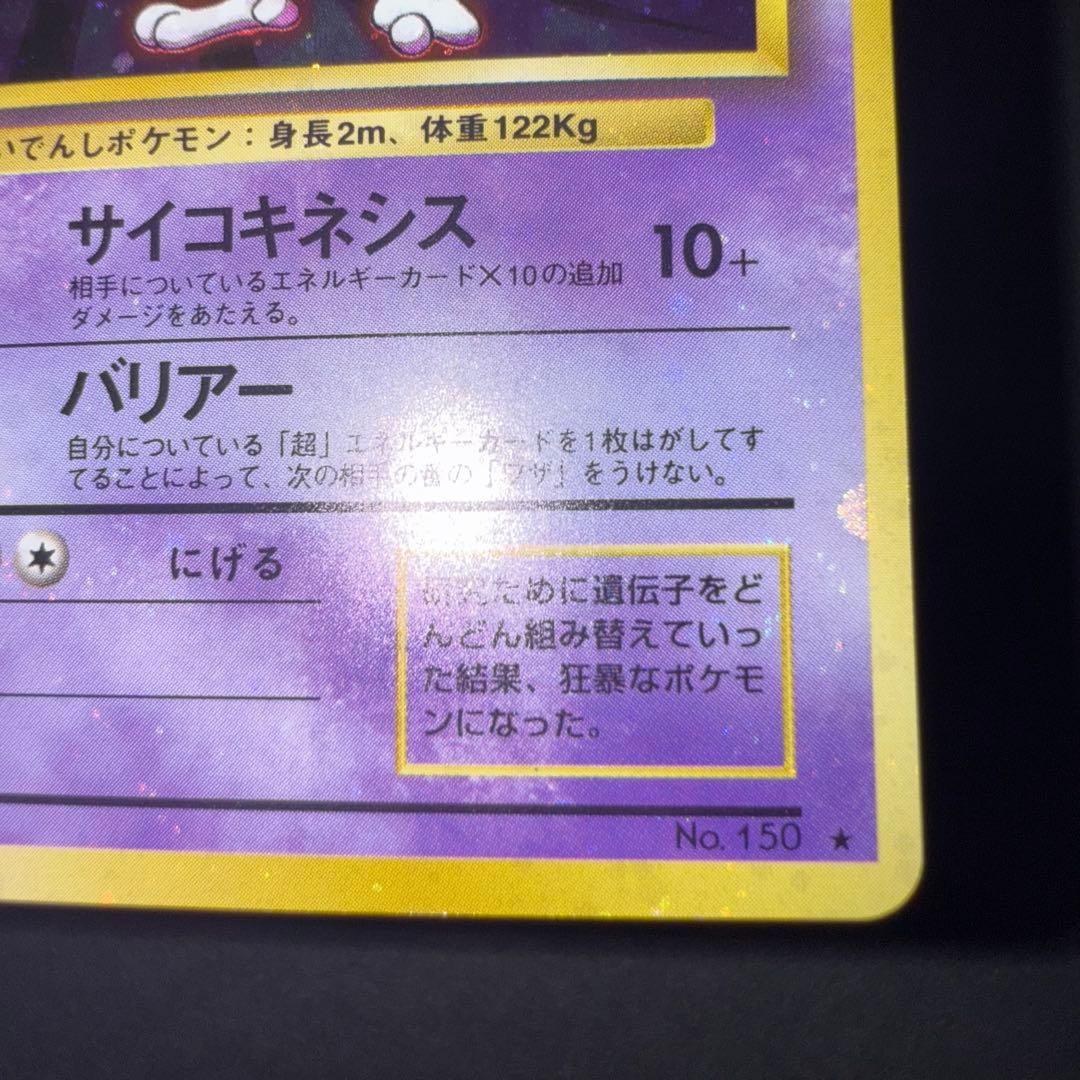 いでんしポケモン：身長2m、体重122Kg
サイコキネシス 10+
相手についているエネルギーカード×10の追加
ダメージをあたえる。
バリアー
自分についている「超」エネルギーカードを1枚はがしてす
てることによって、次の相手の番の「ワザ」をうけない。
にげる
研究ために遺伝子をど
んどん組み替えていっ
た結果、狂暴なポケモ
ンになった。
No. 150 ★